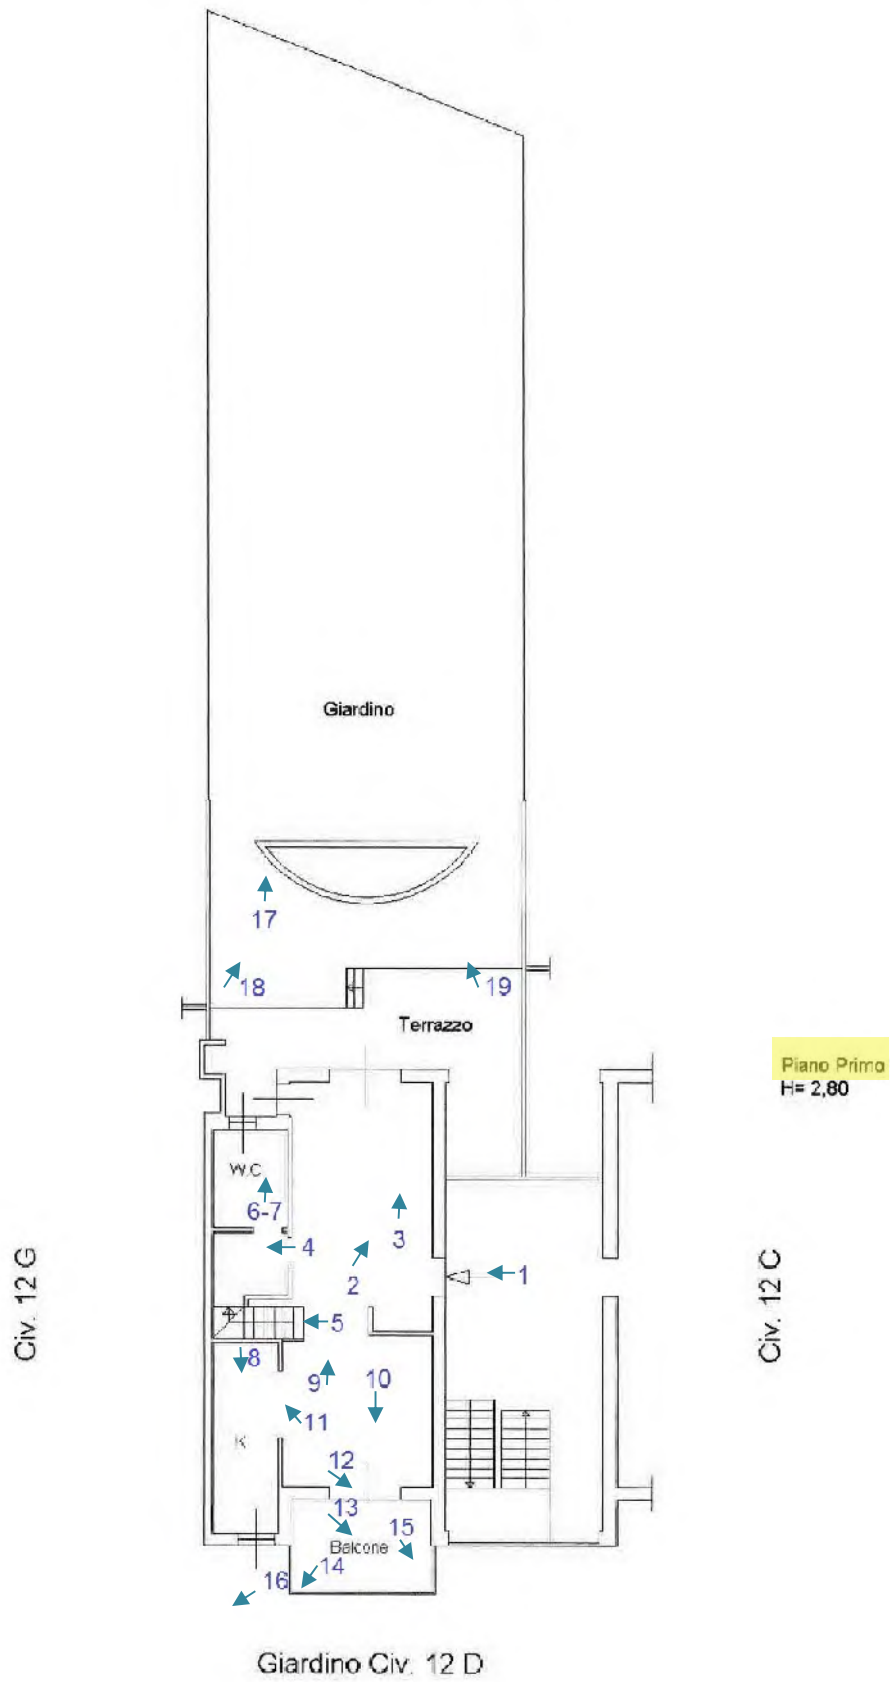 Giardino
17
18
19
Terrazzo
Piano Primo
H= 2,80
W.C
6-7
3
4
2
1
Civ. 12 G
Civ. 12 C
5
8
9
10
11
K
12
13
15
Balcone
14
16
Giardino Civ. 12 D